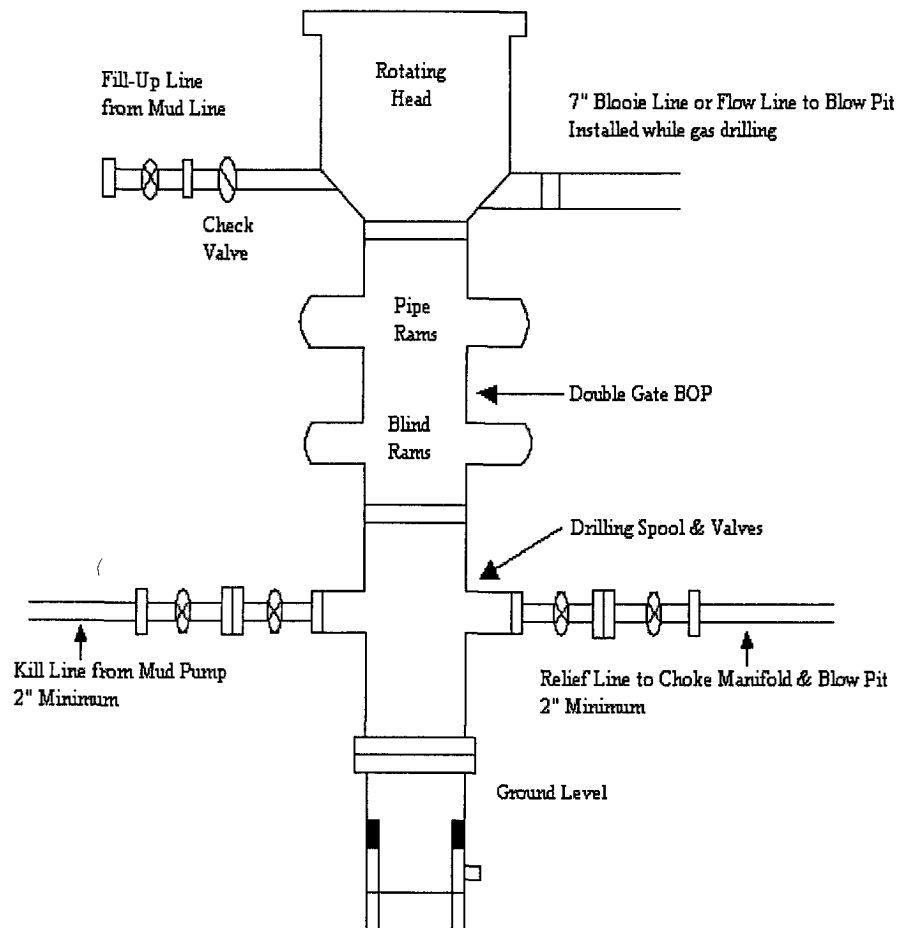 Rotating
Head
Fill-Up Line
from Mud Line
7" Blooie Line or Flow Line to Blow Pit
Installed while gas drilling
Check
Valve
Pipe
Rams
Double Gate BOP
Blind
Rams
Drilling Spool & Valves
Kill Line from Mud Pump
2" Minimum
Relief Line to Choke Manifold & Blow Pit
2" Minimum
Ground Level